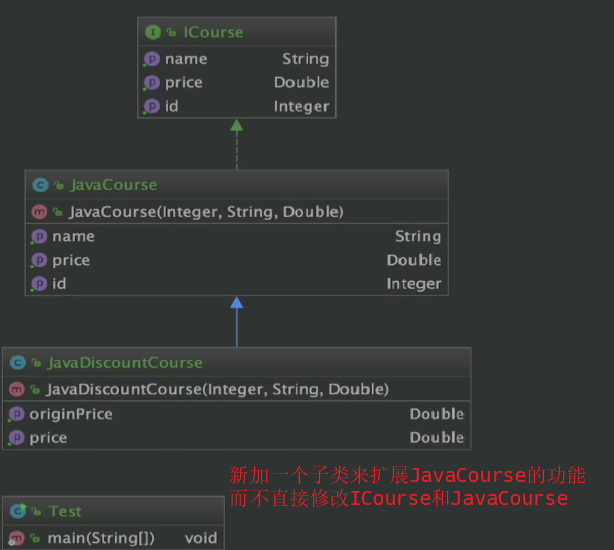 ICourse
name String
price Double
id Integer
JavaCourse
JavaCourse(Integer, String, Double)
name String
price Double
id Integer
JavaDiscountCourse
JavaDiscountCourse(Integer, String, Double)
originPrice Double
price Double
新加一个子类来扩展JavaCourse的功能
而不直接修改ICourse和JavaCourse
Test
main(String[]) void